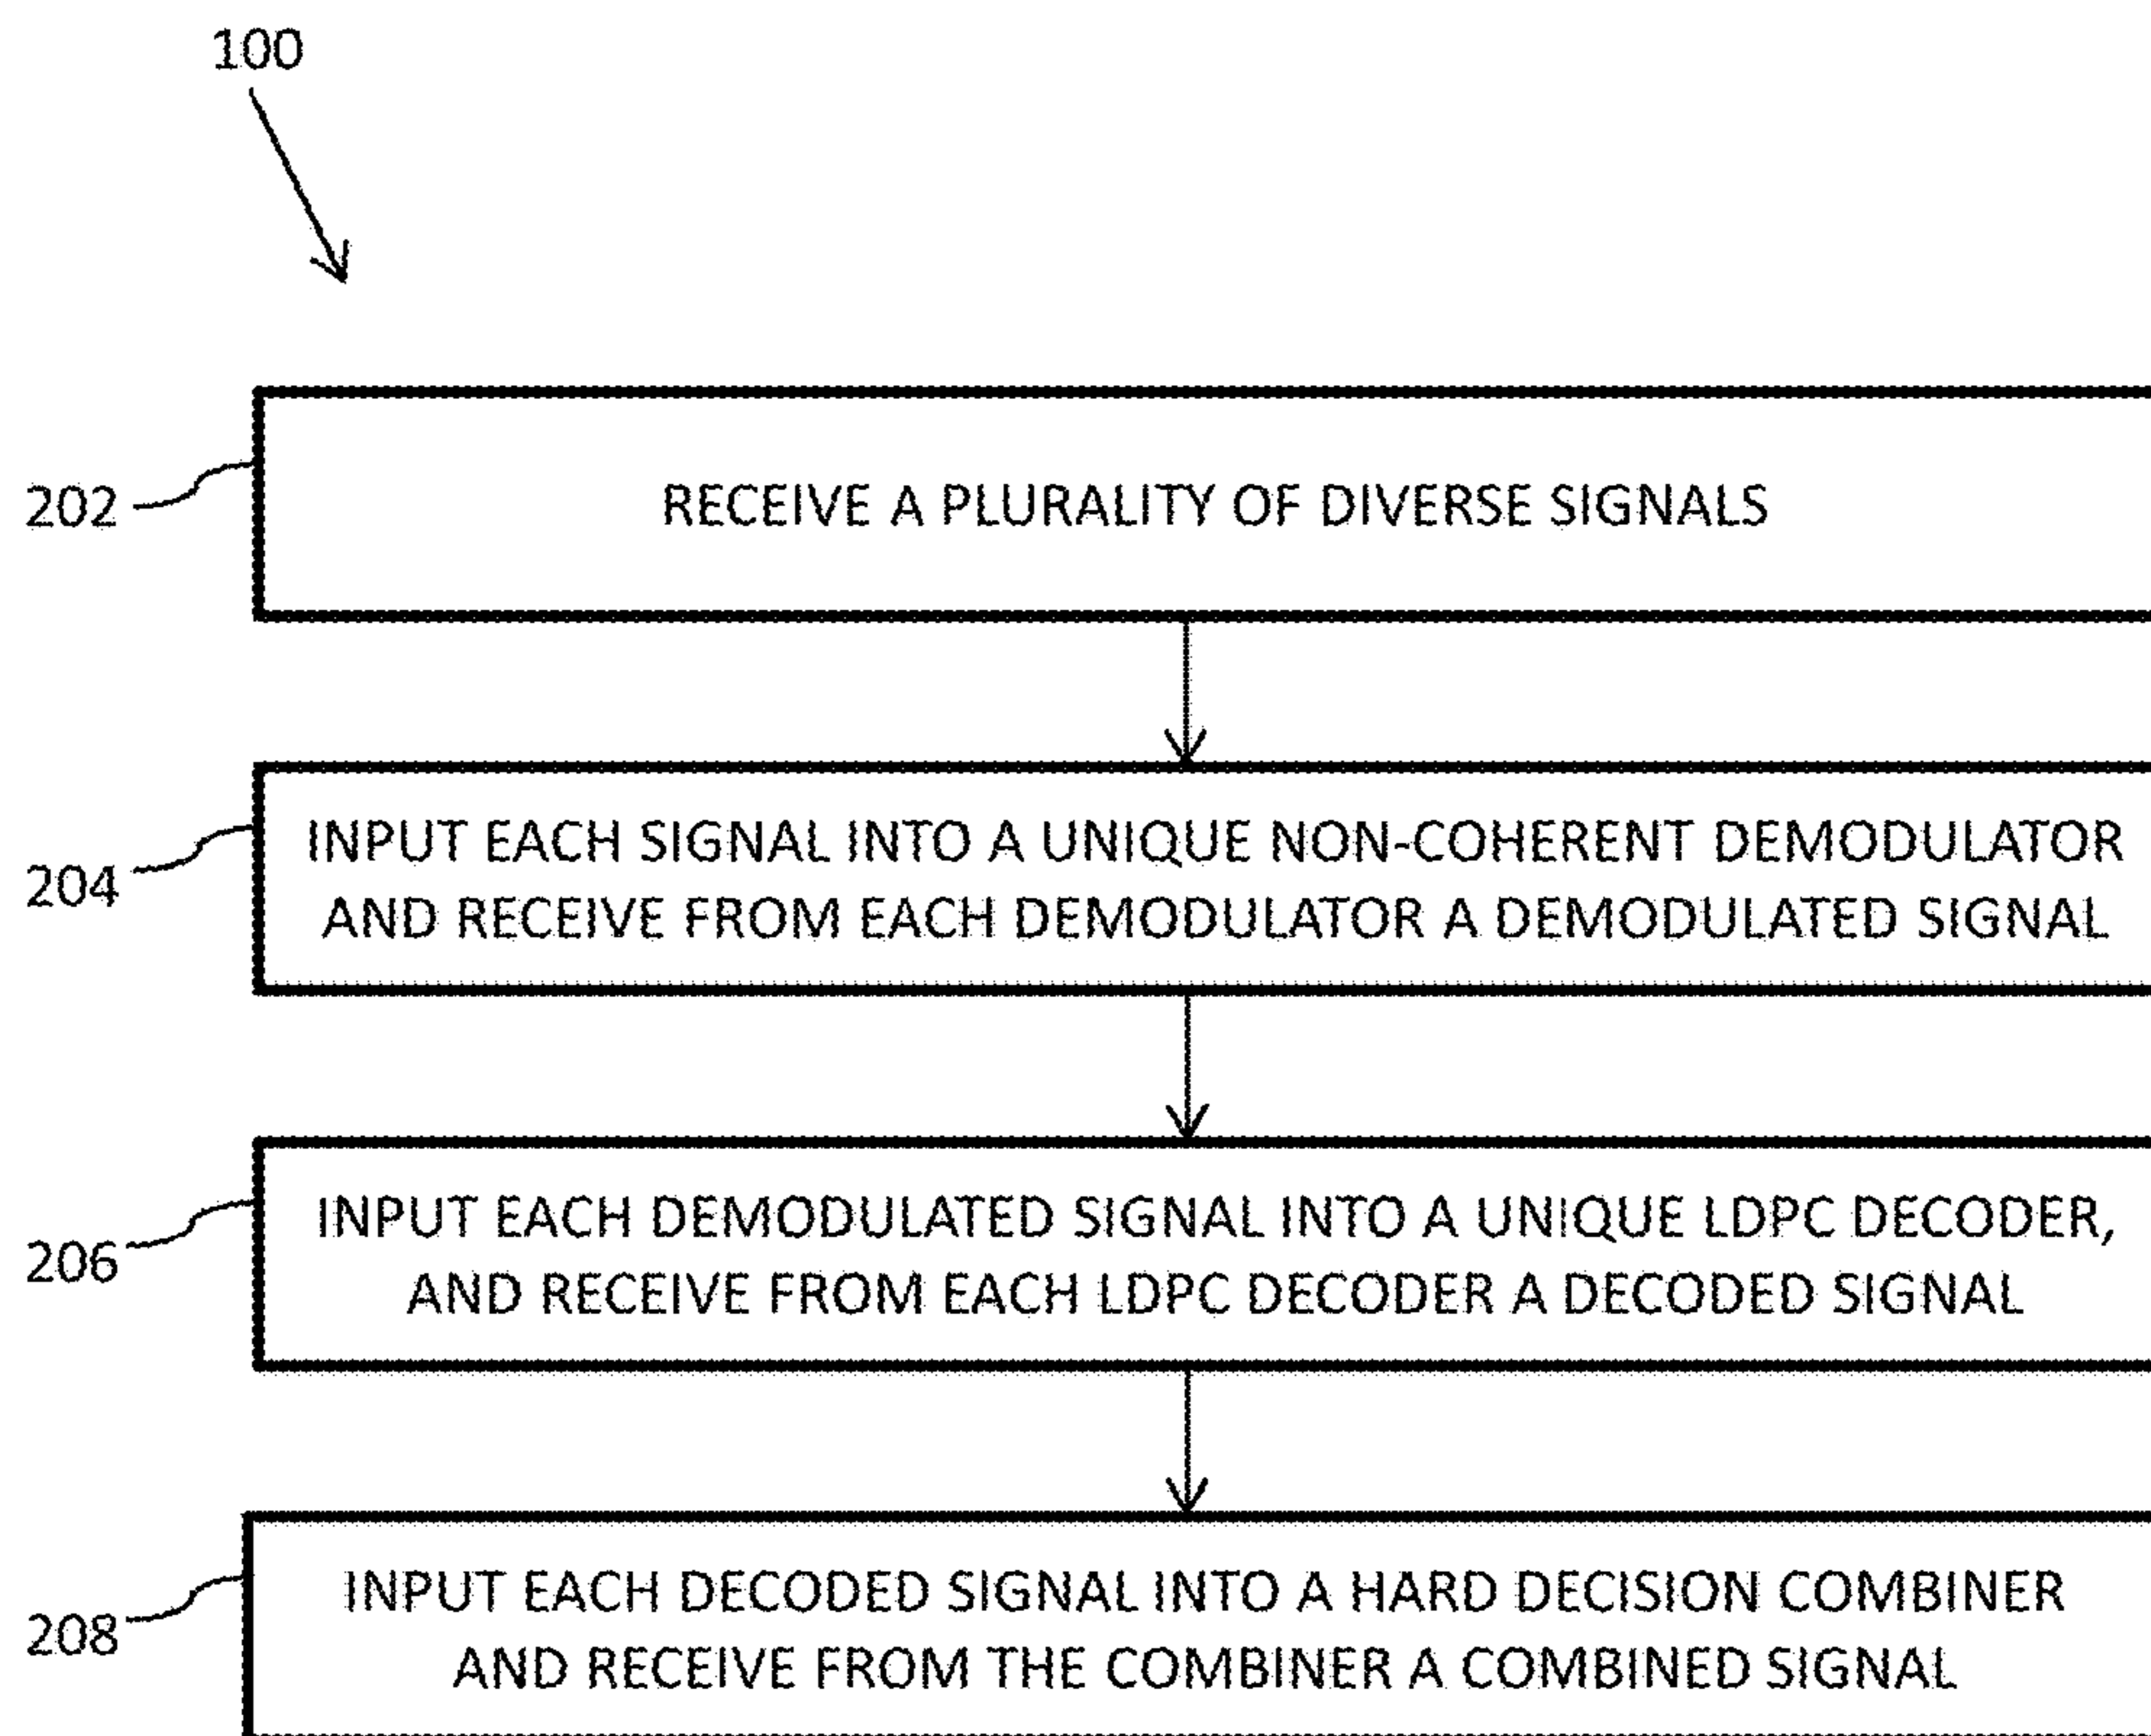 100
202
RECEIVE A PLURALITY OF DIVERSE SIGNALS
204
INPUT EACH SIGNAL INTO A UNIQUE NON-COHERENT DEMODULATOR
AND RECEIVE FROM EACH DEMODULATOR A DEMODULATED SIGNAL
206
INPUT EACH DEMODULATED SIGNAL INTO A UNIQUE LDPC DECODER,
AND RECEIVE FROM EACH LDPC DECODER A DECODED SIGNAL
208
INPUT EACH DECODED SIGNAL INTO A HARD DECISION COMBINER
AND RECEIVE FROM THE COMBINER A COMBINED SIGNAL